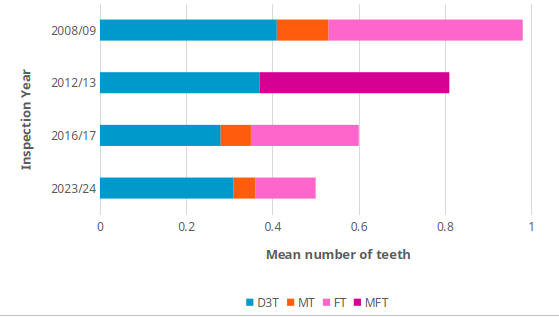 Inspection Year
2008/09
2012/13
2016/17
2023/24
0 0.2 0.4 0.6 0.8 1
Mean number of teeth
D3T MT FT MFT